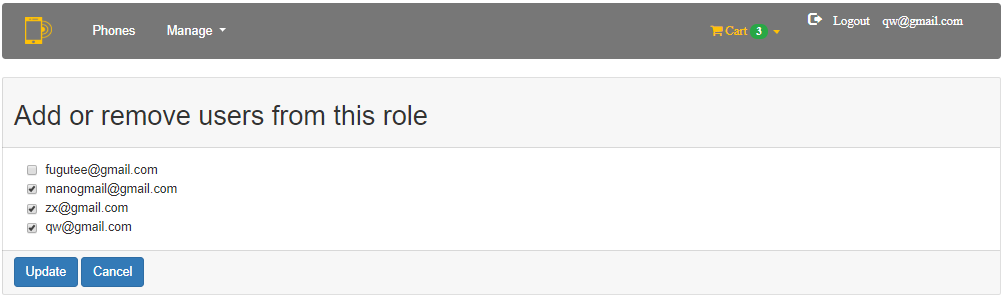 Phones Manage Cart 3 Logout qw@gmail.com
Add or remove users from this role
fugutee@gmail.com
manogmail@gmail.com
zx@gmail.com
qw@gmail.com
Update Cancel